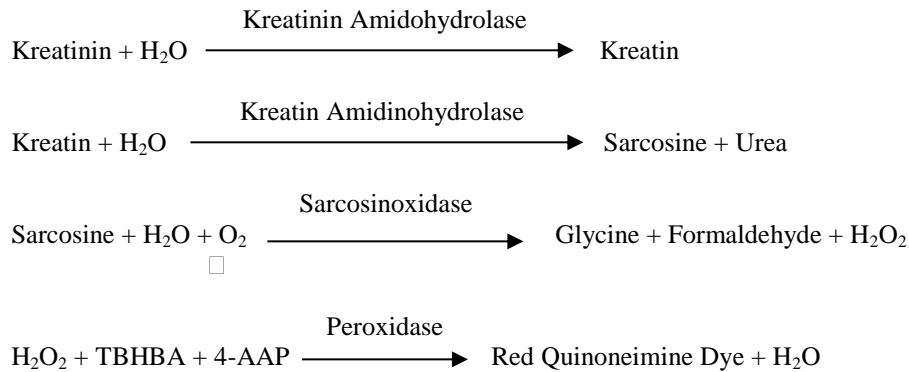 Kreatinin Amidohydrolase
Kreatinin + H₂O Kreatin
Kreatin Amidinohydrolase
Kreatin + H₂O Sarcosine + Urea
Sarcosinoxidase
Sarcosine + H₂O + O₂ Glycine + Formaldehyde + H₂O₂
Peroxidase
H₂O₂ + TBHBA + 4-AAP Red Quinoneimine Dye + H₂O